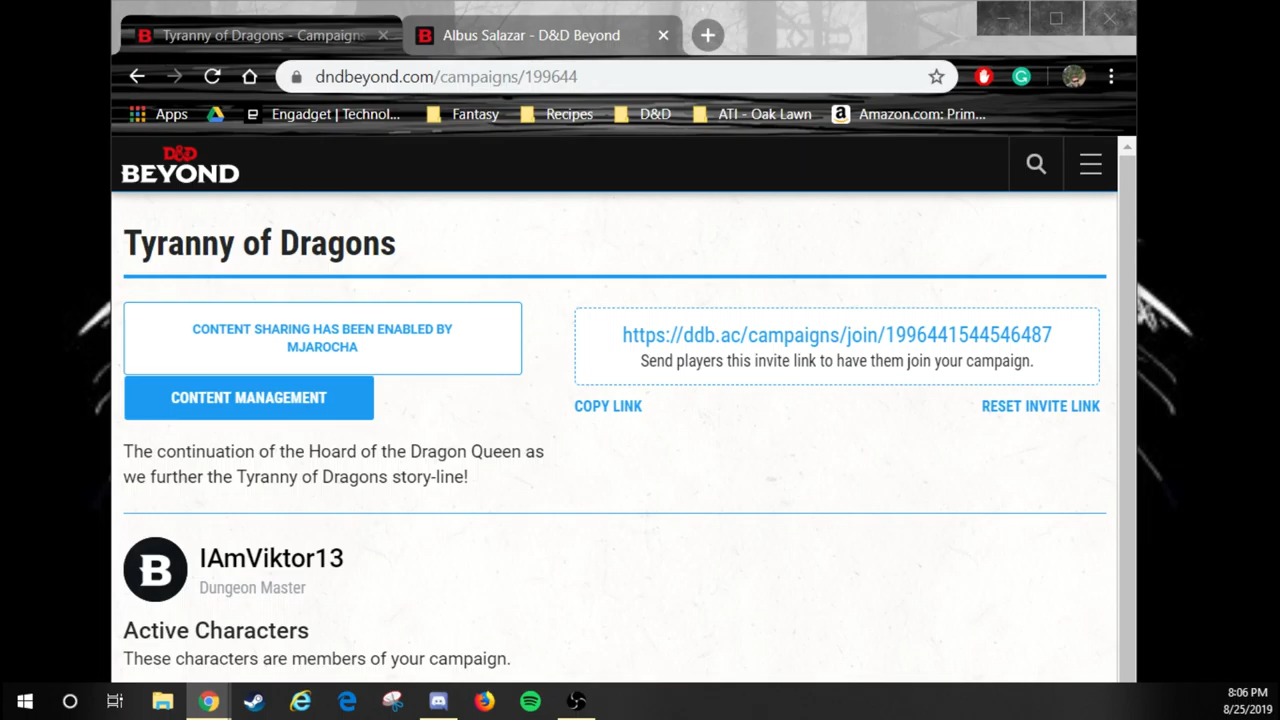 Tyranny of Dragons - Campaigns
Albus Salazar - D&D Beyond
dndbeyond.com/campaigns/199644
Apps
Engadget | Technol...
Fantasy
Recipes
D&D
ATI - Oak Lawn
Amazon.com: Prim...
D&D
BEYOND
Tyranny of Dragons
CONTENT SHARING HAS BEEN ENABLED BY
MJAROCHA
CONTENT MANAGEMENT
https://ddb.ac/campaigns/join/1996441544546487
Send players this invite link to have them join your campaign.
COPY LINK
RESET INVITE LINK
The continuation of the Hoard of the Dragon Queen as
we further the Tyranny of Dragons story-line!
B
IAmViktor13
Dungeon Master
Active Characters
These characters are members of your campaign.
8:06 PM
8/25/2019